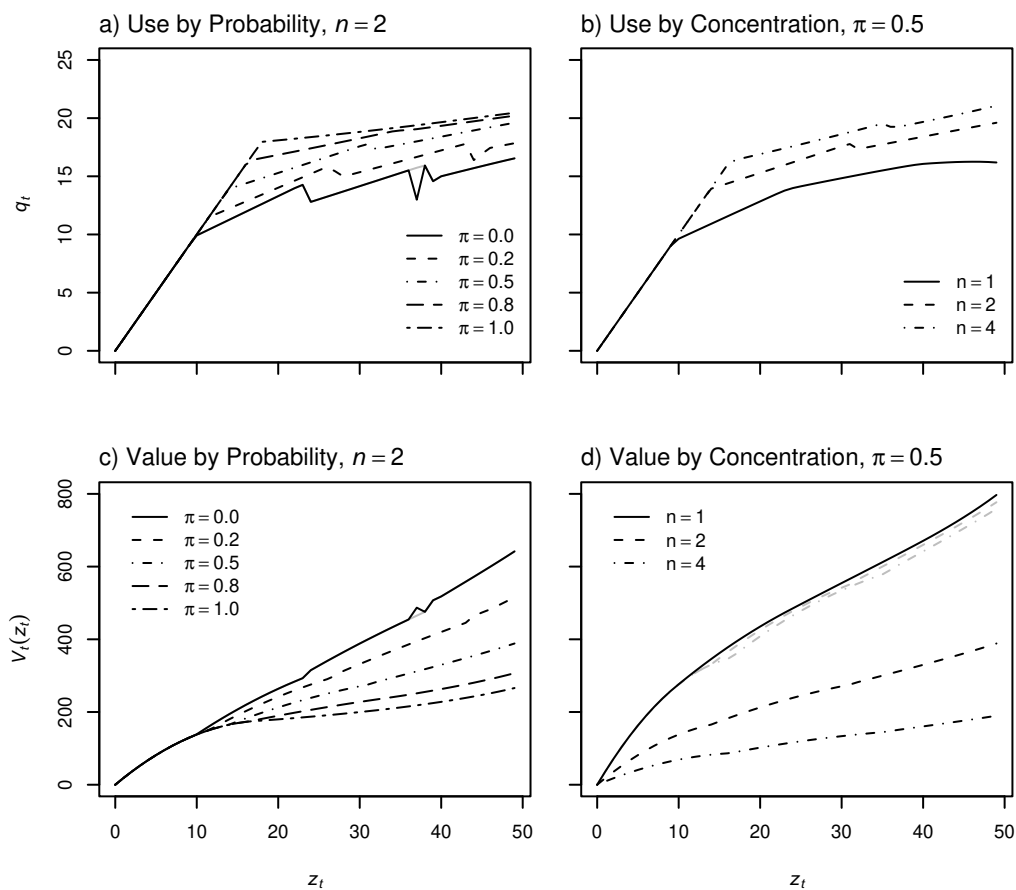 a) Use by Probability, n = 2
b) Use by Concentration, π = 0.5
25
20
15
10
5
0
q_t
π = 0.0
π = 0.2
π = 0.5
π = 0.8
π = 1.0
n = 1
n = 2
n = 4
c) Value by Probability, n = 2
d) Value by Concentration, π = 0.5
800
600
400
200
0
V_t(z_t)
π = 0.0
π = 0.2
π = 0.5
π = 0.8
π = 1.0
n = 1
n = 2
n = 4
0 10 20 30 40 50
0 10 20 30 40 50
z_t
z_t